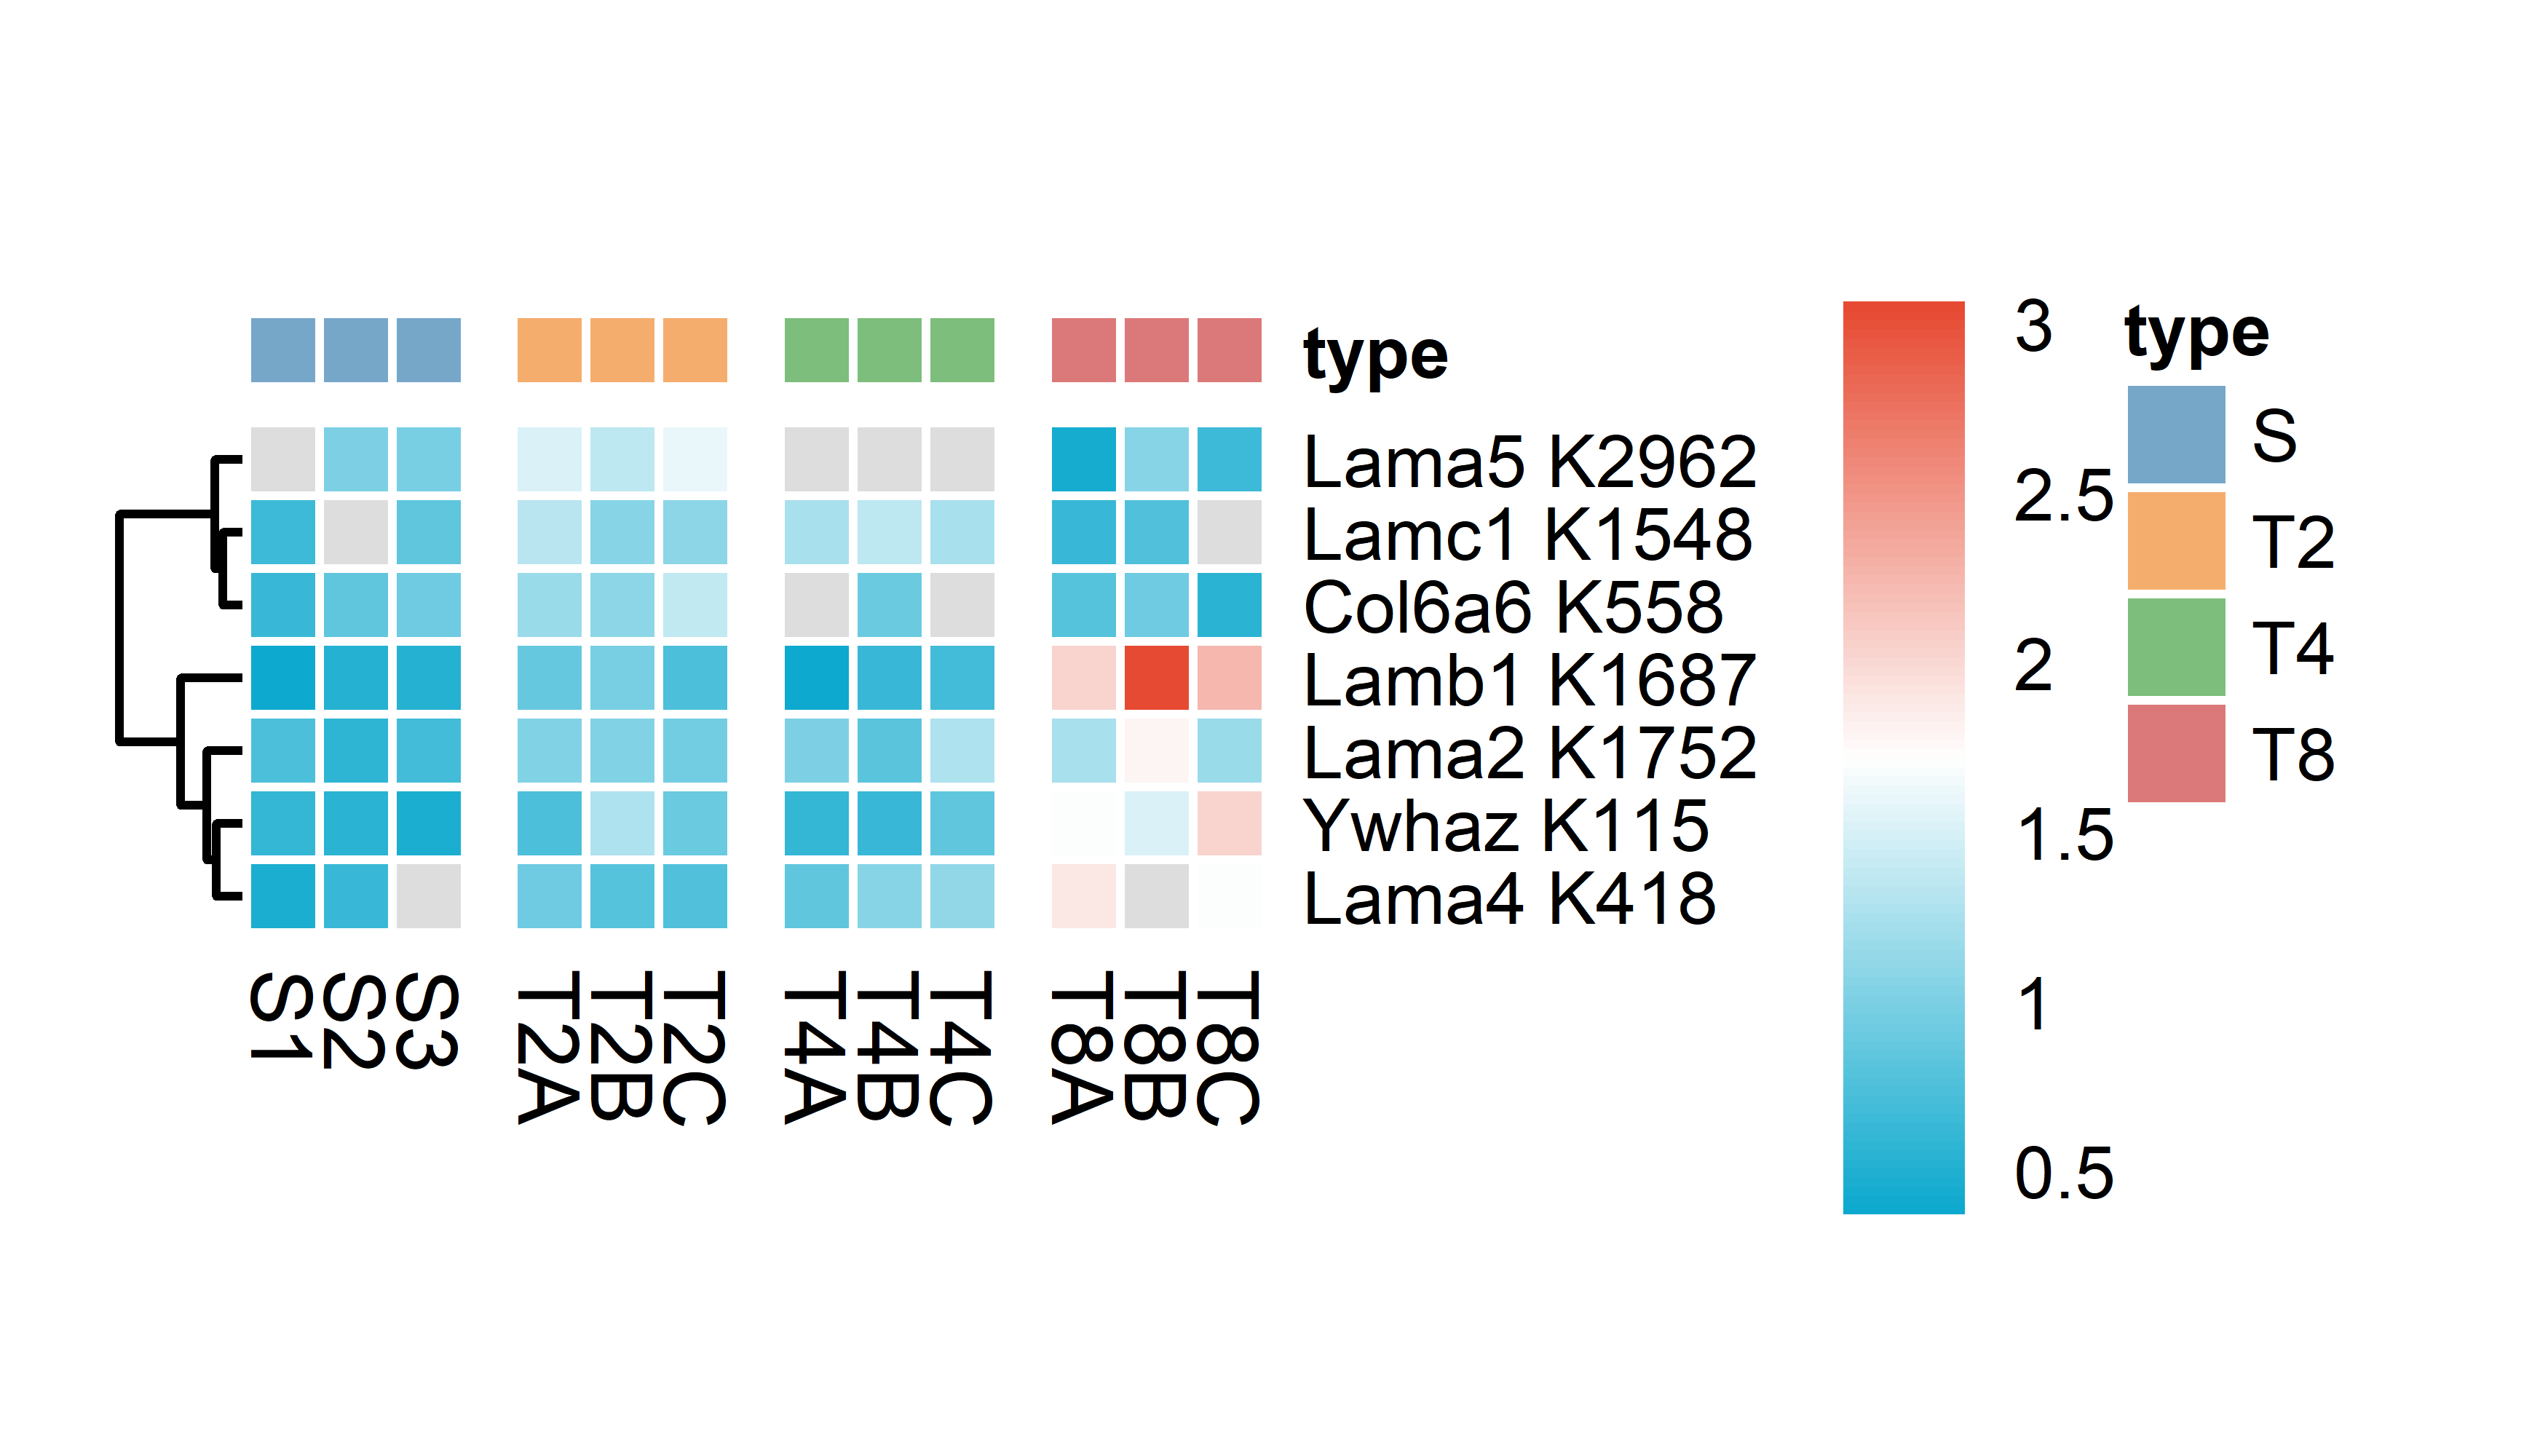 type
Lama5 K2962
Lamc1 K1548
Col6a6 K558
Lamb1 K1687
Lama2 K1752
Ywhaz K115
Lama4 K418
S1
S2
S3
T2A
T2B
T2C
T4A
T4B
T4C
T8A
T8B
T8C
3
2.5
2
1.5
1
0.5
type
S
T2
T4
T8